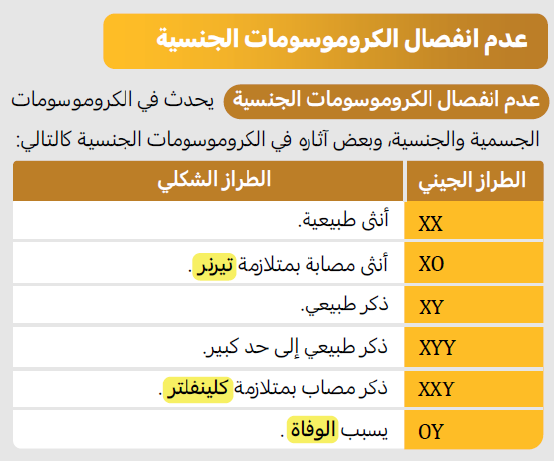 عدم انفصال الكروموسومات الجنسية
عدم انفصال الكروموسومات الجنسية يحدث في الكروموسومات
الجسمية والجنسية، وبعض آثاره في الكروموسومات الجنسية كالتالي:
الطراز الجيني الطراز الشكلي
XX أنثى طبيعية.
XO أنثى مصابة بمتلازمة تيرنر .
XY ذكر طبيعي.
XYY ذكر طبيعي إلى حد كبير.
XXY ذكر مصاب بمتلازمة كلينفلتر .
OY يسبب الوفاة .